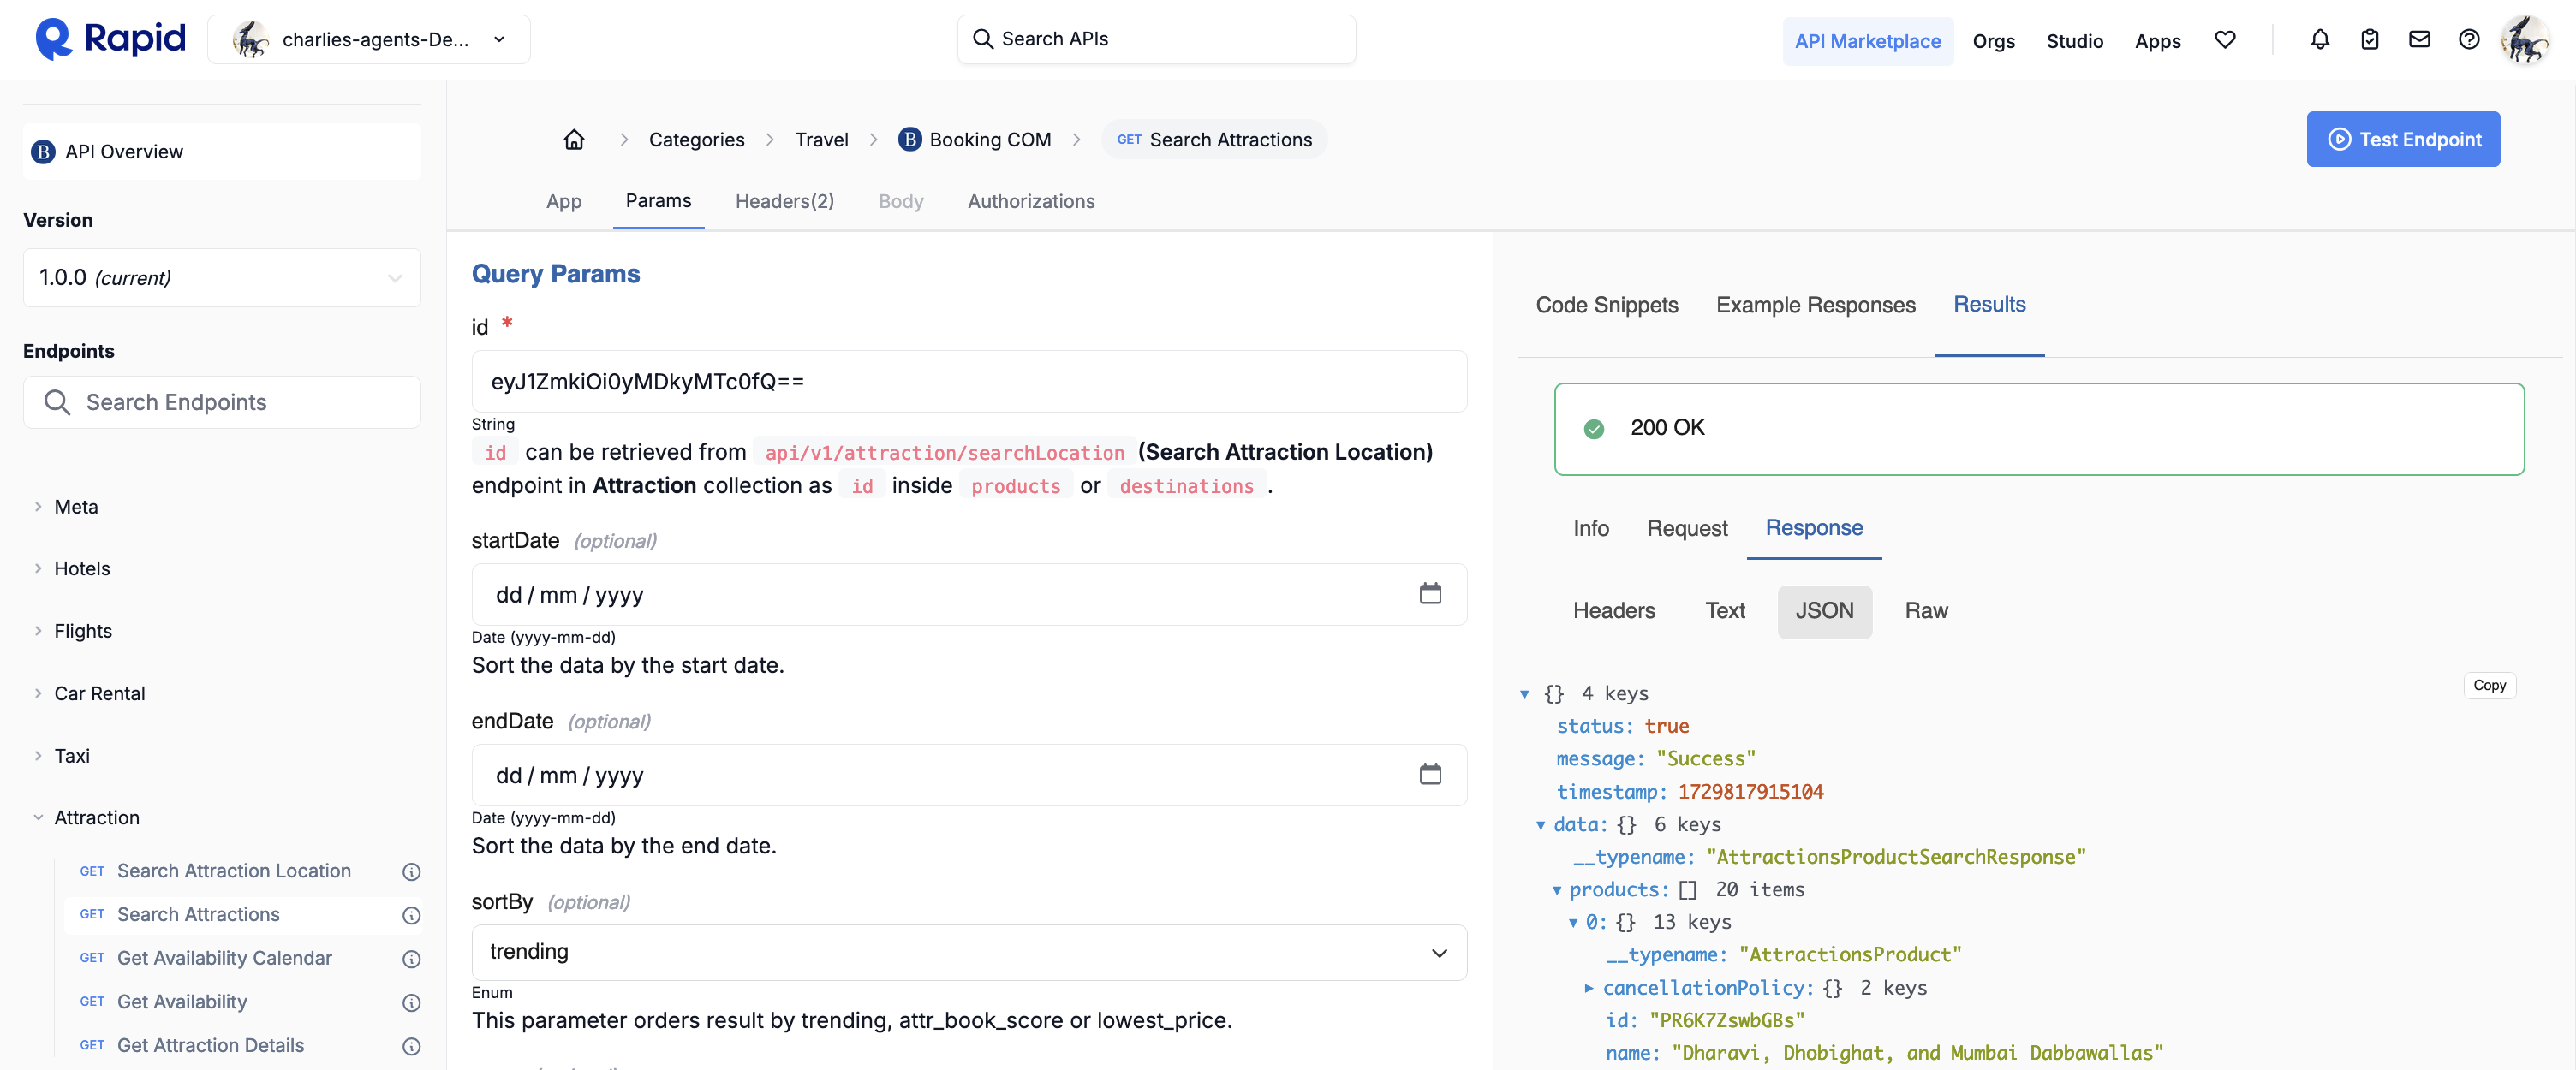 Rapid
charlies-agents-De...
Search APIs
API Marketplace
Orgs
Studio
Apps
B API Overview
Version
1.0.0 (current)
Endpoints
Search Endpoints
Meta
Hotels
Flights
Car Rental
Taxi
Attraction
GET Search Attraction Location
GET Search Attractions
GET Get Availability Calendar
GET Get Availability
GET Get Attraction Details
Categories
Travel
B Booking COM
GET Search Attractions
Test Endpoint
App
Params
Headers(2)
Body
Authorizations
Query Params
id *
eyJ1ZmkiOi0yMDkyMTc0fQ==
String
id can be retrieved from api/v1/attraction/searchLocation (Search Attraction Location)
endpoint in Attraction collection as id inside products or destinations .
startDate (optional)
dd / mm / yyyy
Date (yyyy-mm-dd)
Sort the data by the start date.
endDate (optional)
dd / mm / yyyy
Date (yyyy-mm-dd)
Sort the data by the end date.
sortBy (optional)
trending
Enum
This parameter orders result by trending, attr_book_score or lowest_price.
Code Snippets
Example Responses
Results
200 OK
Info
Request
Response
Headers
Text
JSON
Raw
Copy
{} 4 keys
status: true
message: "Success"
timestamp: 1729817915104
data: {} 6 keys
__typename: "AttractionsProductSearchResponse"
products: [] 20 items
0: {} 13 keys
__typename: "AttractionsProduct"
cancellationPolicy: {} 2 keys
id: "PR6K7ZswbGBs"
name: "Dharavi, Dhobighat, and Mumbai Dabbawallas"